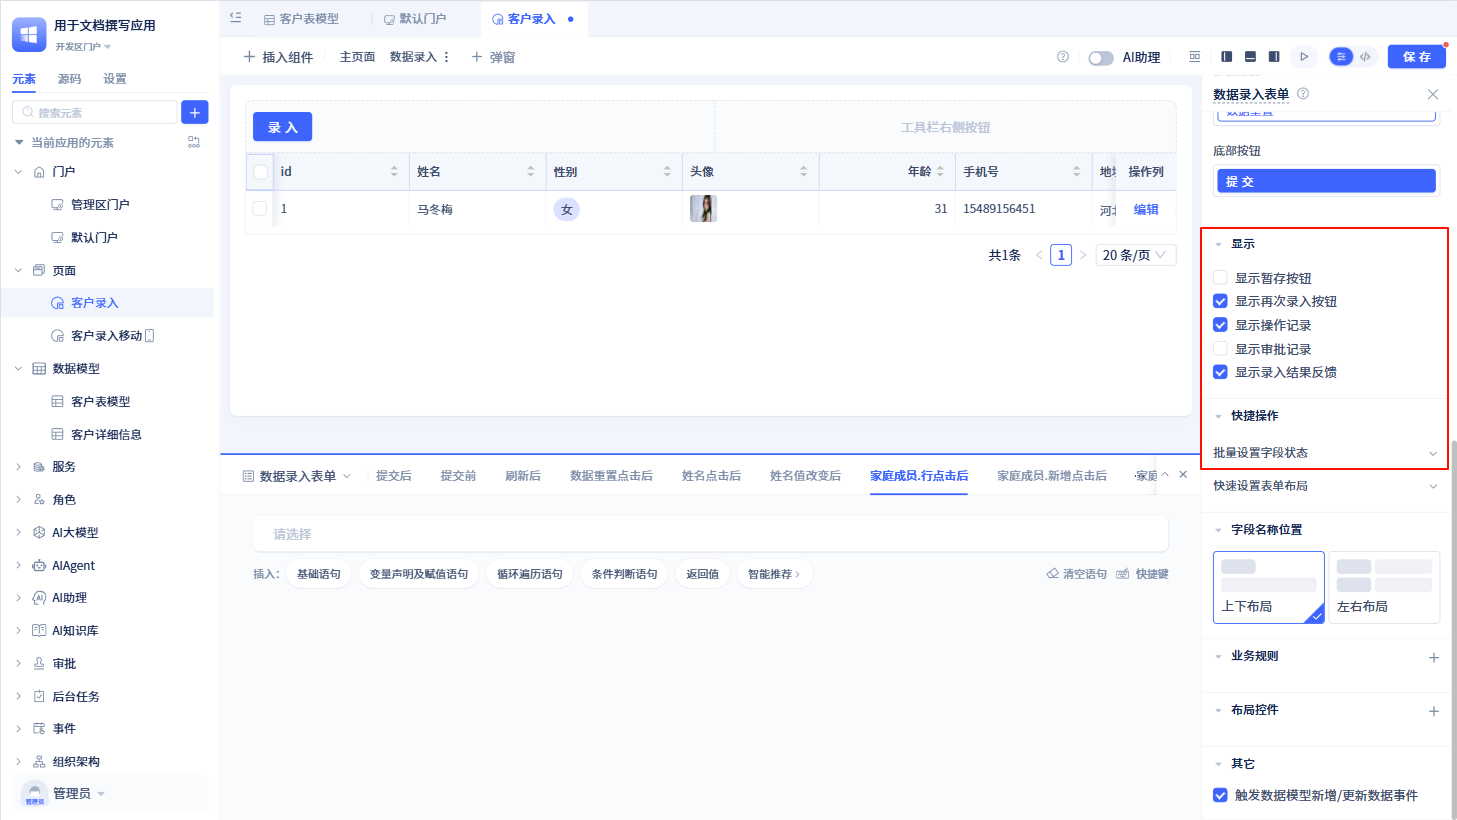 用于文档撰写应用
开发区门户
元素 源码 设置
搜索元素
当前应用的元素
门户
管理区门户
默认门户
页面
客户录入
客户录入移动
数据模型
客户表模型
客户详细信息
服务
角色
AI大模型
AIAgent
AI助理
AI知识库
审批
后台任务
事件
组织架构
管理员
管理员
客户表模型 默认门户 客户录入
插入组件 主页面 数据录入 弹窗 AI助理 保 存
录 入 工具栏右侧按钮
id 姓名 性别 头像 年龄 手机号 操作列
1 马冬梅 女 31 15489156451 编辑
共1条 1 20 条/页
数据录入表单 提交后 提交前 刷新后 数据重置点击后 姓名点击后 姓名值改变后 家庭成员.行点击后 家庭成员.新增点击后 家庭
请选择
插入: 基础语句 变量声明及赋值语句 循环遍历语句 条件判断语句 返回值 智能推荐 清空语句 快捷键
数据录入表单
数据重置
底部按钮
提 交
显示
显示暂存按钮
显示再次录入按钮
显示操作记录
显示审批记录
显示录入结果反馈
快捷操作
批量设置字段状态
快速设置表单布局
字段名称位置
上下布局 左右布局
业务规则
布局控件
其它
触发数据模型新增/更新数据事件